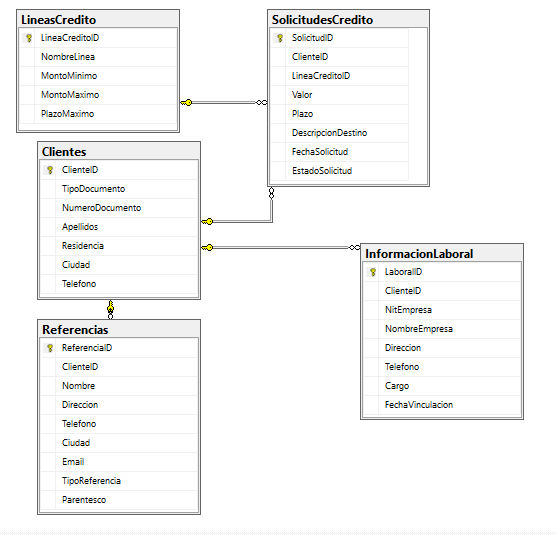 LineasCredito
LineaCreditoID
NombreLinea
MontoMinimo
MontoMaximo
PlazoMaximo
SolicitudesCredito
SolicitudID
ClienteID
LineaCreditoID
Valor
Plazo
DescripcionDestino
FechaSolicitud
EstadoSolicitud
Clientes
ClienteID
TipoDocumento
NumeroDocumento
Apellidos
Residencia
Ciudad
Telefono
InformacionLaboral
LaboralID
ClienteID
NitEmpresa
NombreEmpresa
Direccion
Telefono
Cargo
FechaVinculacion
Referencias
ReferenciaID
ClienteID
Nombre
Direccion
Telefono
Ciudad
Email
TipoReferencia
Parentesco